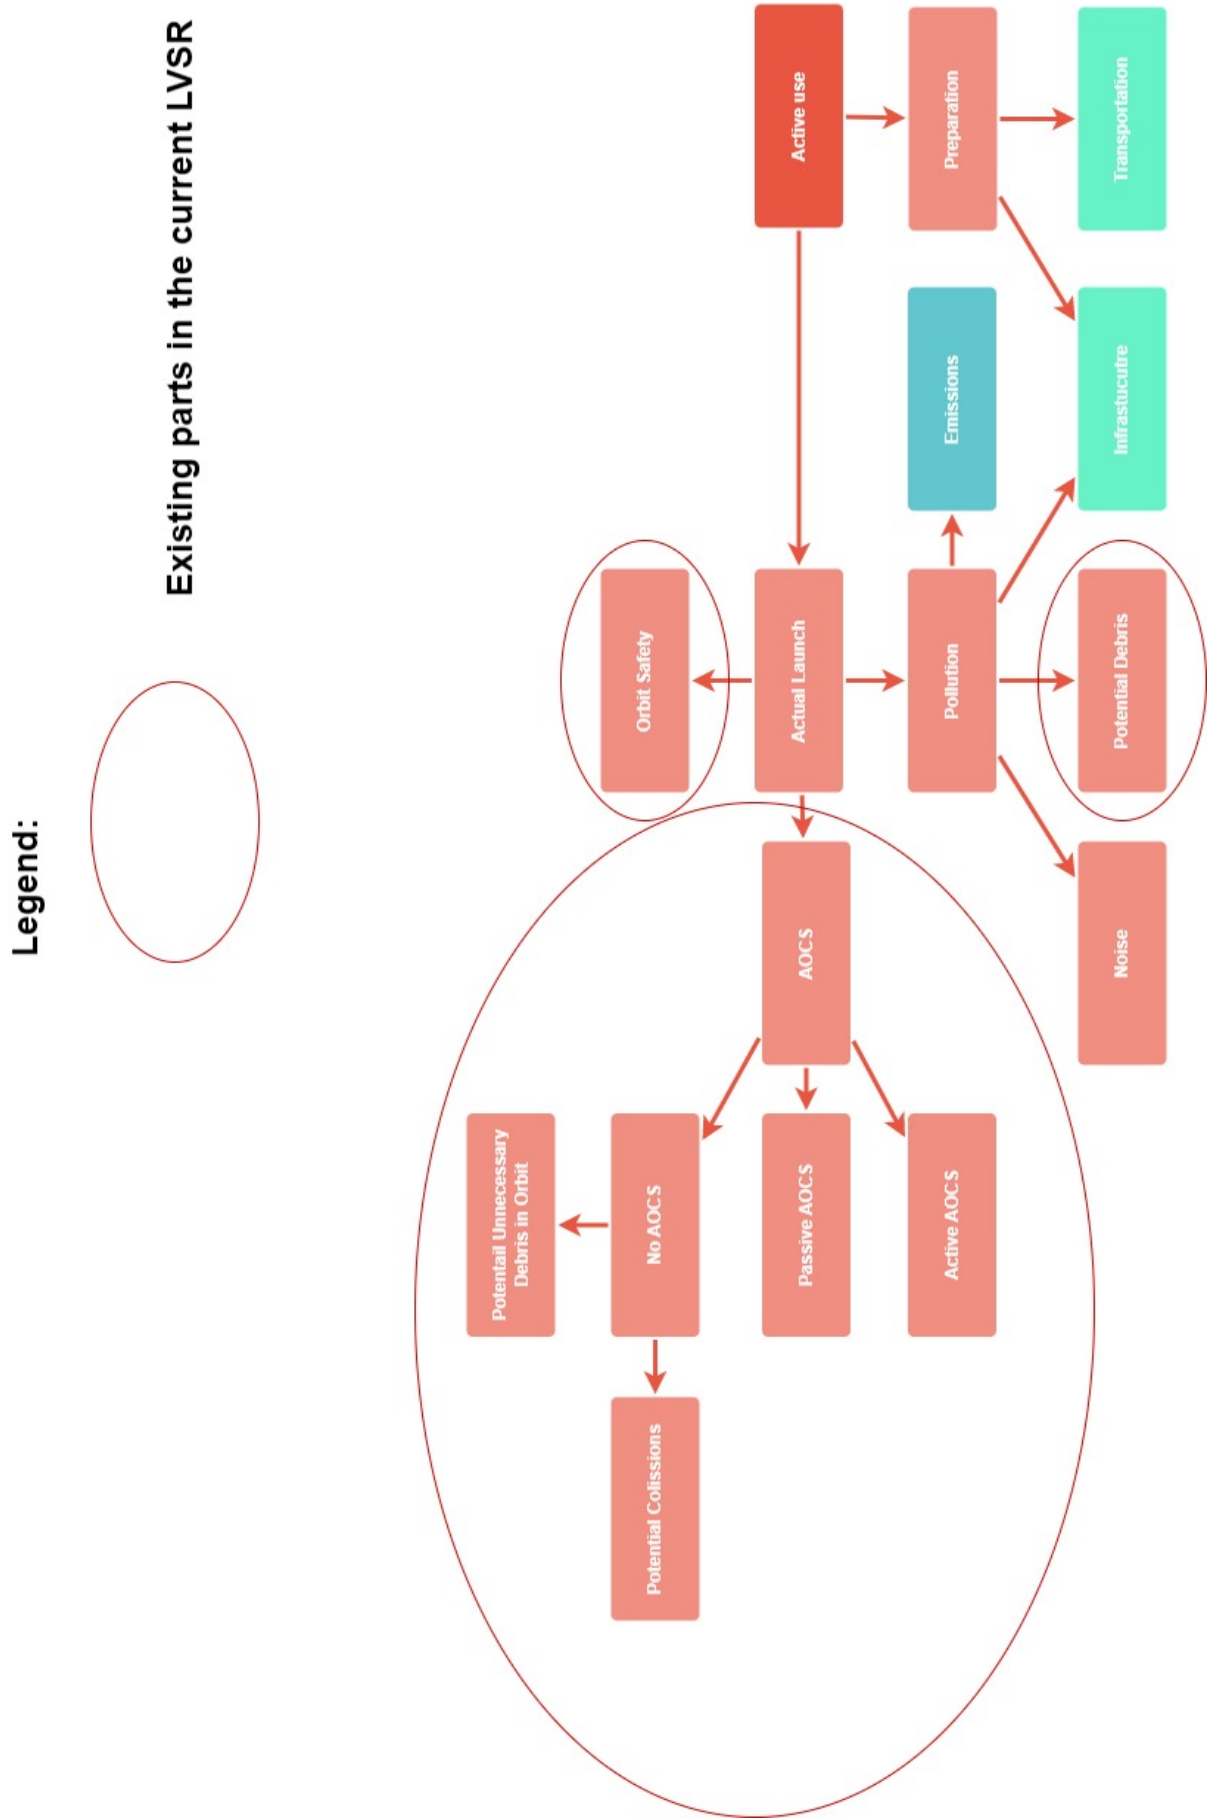 Legend:
Existing parts in the current LVSR
Potentail Unnecessary
Debris in Orbit
Orbit Safety
Potential Colissions
No AOCS
Active use
Actual Launch
AOCS
Passive AOCS
Preparation
Emissions
Pollution
Active AOCS
Transportation
Infrastucutre
Potential Debris
Noise